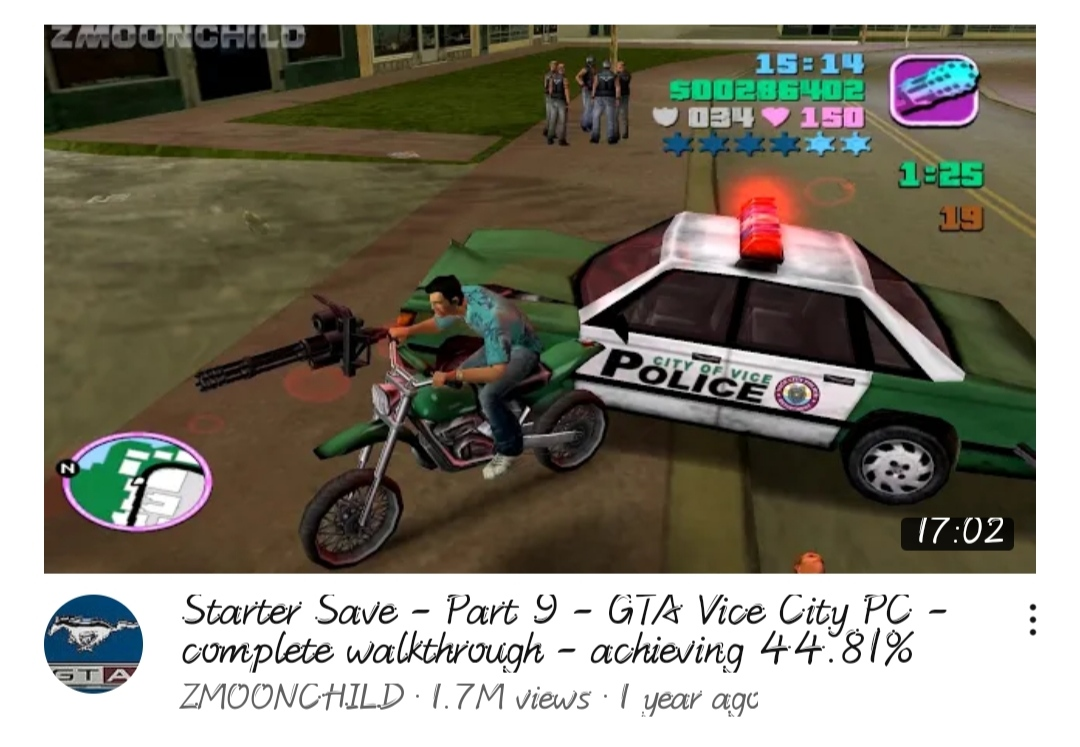 ZMOONCHILD
15:14
$00286402
034 150
1:25
19
CITY OF VICE
POLICE
N
17:02
GTA
Starter Save - Part 9 - GTA Vice City PC -
complete walkthrough - achieving 44.81%
ZMOONCHILD · 1.7M views · 1 year ago